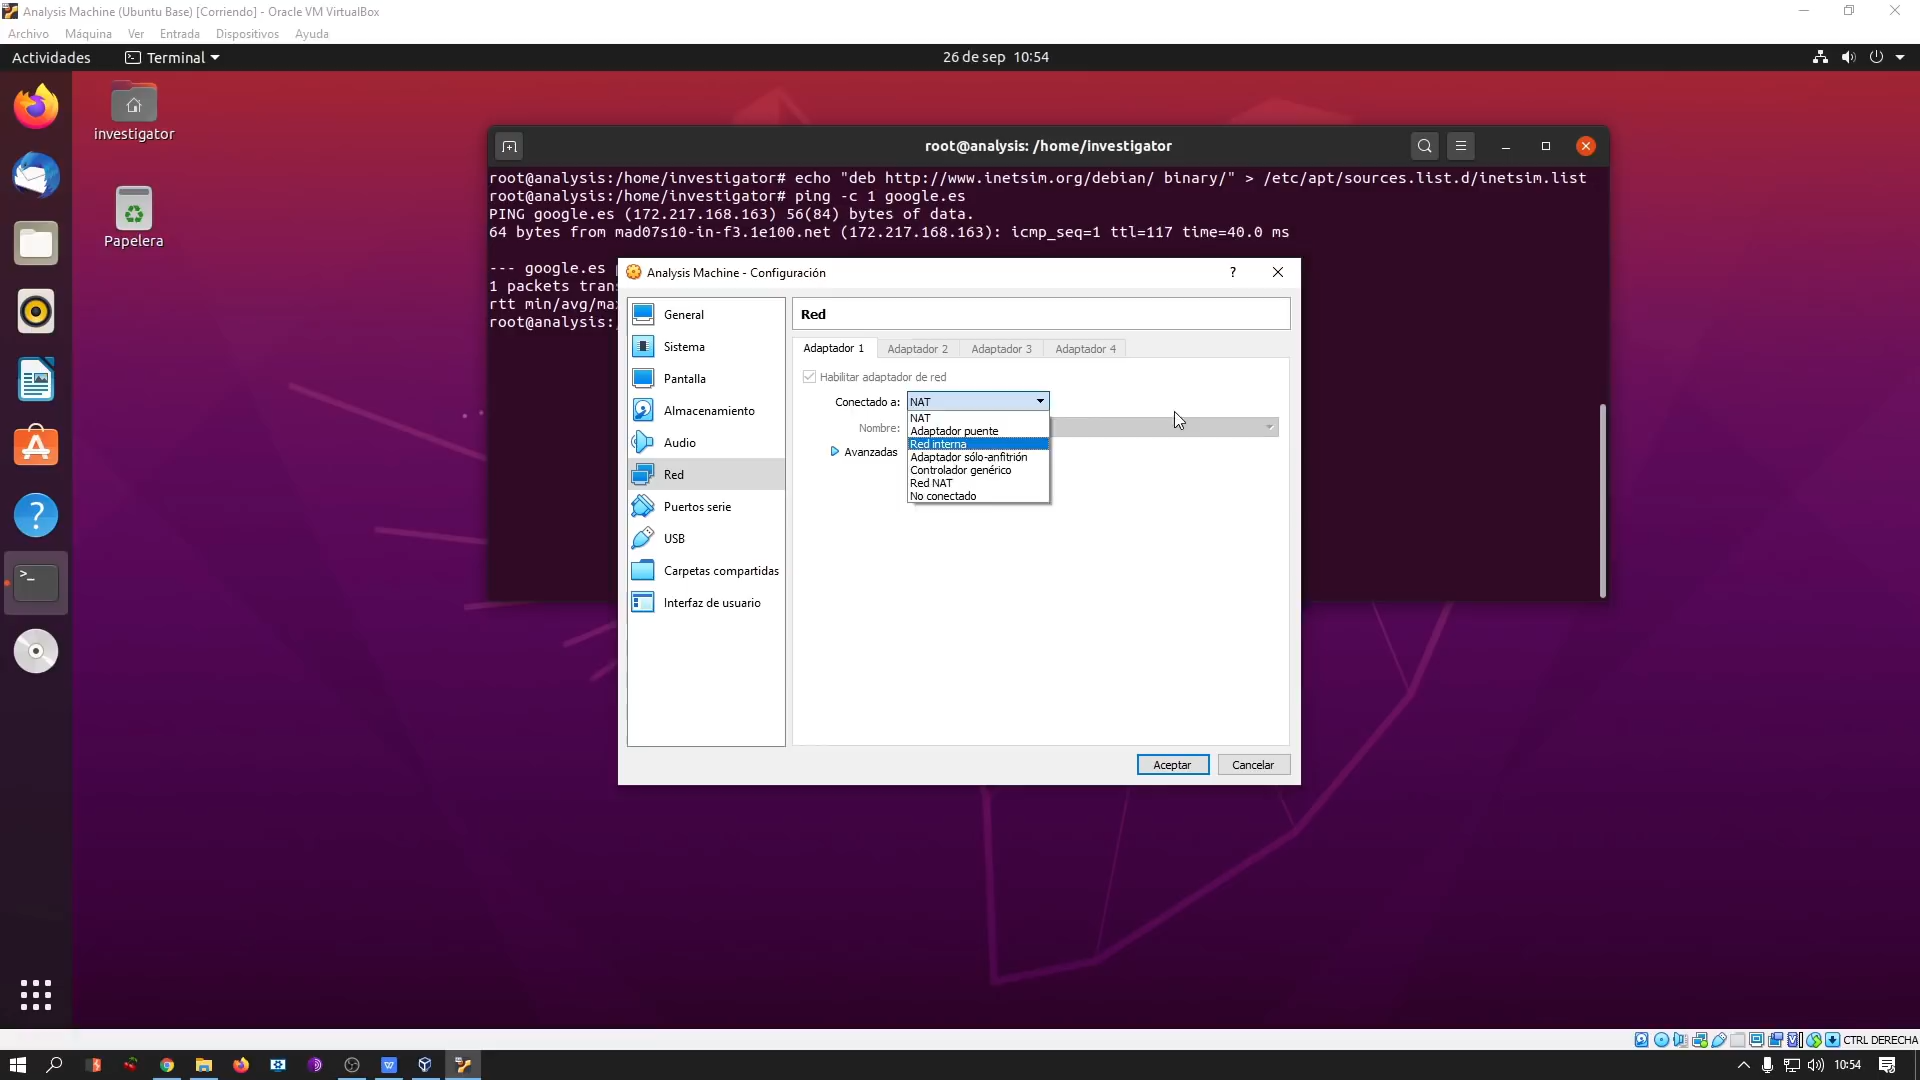 Analysis Machine (Ubuntu Base) [Corriendo] - Oracle VM VirtualBox
Archivo Máquina Ver Entrada Dispositivos Ayuda
Actividades Terminal 26 de sep 10:54
investigator
Papelera
root@analysis: /home/investigator
root@analysis:/home/investigator# echo "deb http://www.inetsim.org/debian/ binary/" > /etc/apt/sources.list.d/inetsim.list
root@analysis:/home/investigator# ping -c 1 google.es
PING google.es (172.217.168.163) 56(84) bytes of data.
64 bytes from mad07s10-in-f3.1e100.net (172.217.168.163): icmp_seq=1 ttl=117 time=40.0 ms
--- google.es
1 packets tran
rtt min/avg/ma
root@analysis:
Analysis Machine - Configuración
General
Sistema
Pantalla
Almacenamiento
Audio
Red
Puertos serie
USB
Carpetas compartidas
Interfaz de usuario
Red
Adaptador 1 Adaptador 2 Adaptador 3 Adaptador 4
Habilitar adaptador de red
Conectado a: NAT
Nombre:
Avanzadas
NAT
Adaptador puente
Red interna
Adaptador sólo-anfitrión
Controlador genérico
Red NAT
No conectado
Aceptar Cancelar
CTRL DERECHA
10:54